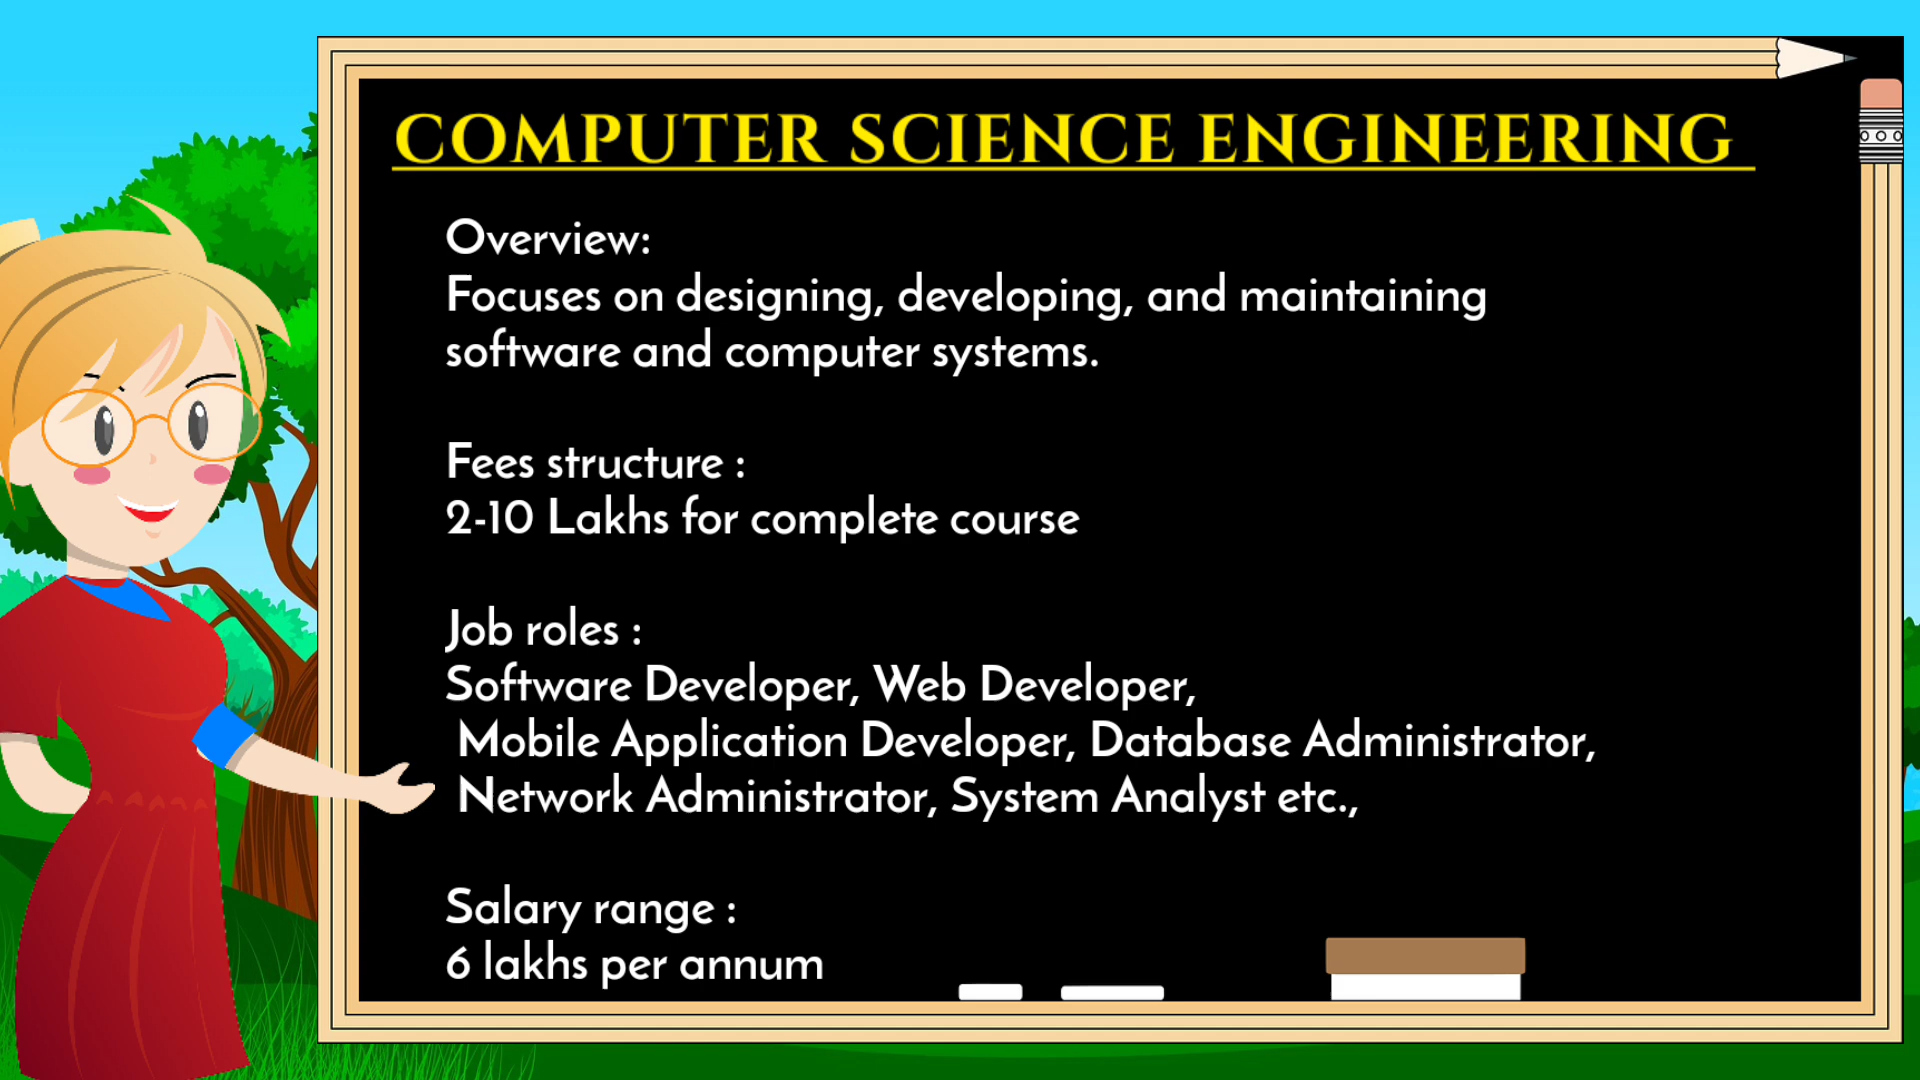 COMPUTER SCIENCE ENGINEERING
Overview:
Focuses on designing, developing, and maintaining
software and computer systems.
Fees structure :
2-10 Lakhs for complete course
Job roles :
Software Developer, Web Developer,
Mobile Application Developer, Database Administrator,
Network Administrator, System Analyst etc.,
Salary range :
6 lakhs per annum